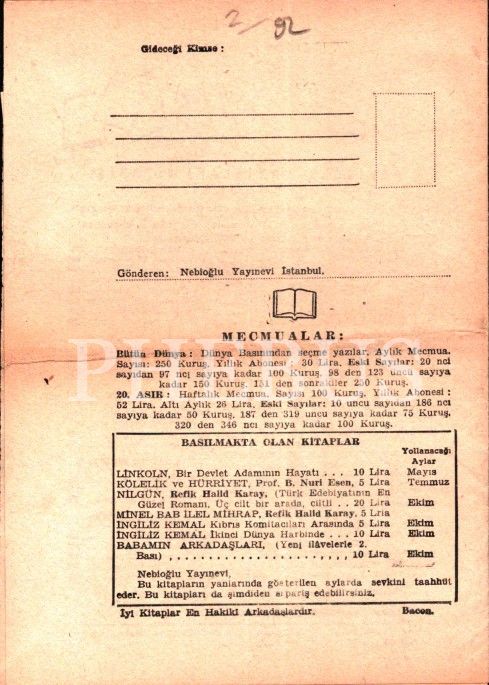 2/92
Gideceği Kimse :
Gönderen: Nebioğlu Yayınevi İstanbul.
MECMUALAR:
Bütün Dünya : Dünya Basınından seçme yazılar, Aylık Mecmua.
Sayısı: 250 Kuruş. Yıllık Abonesi : 30 Lira. Eski Sayılar: 20 nci
sayıdan 97 nci sayıya kadar 100 Kuruş. 98 den 123 üncü sayıya
kadar 150 Kuruş. 151 den sonrakiler 250 Kuruş.
20. ASIR : Haftalık Mecmua. Sayısı 100 Kuruş. Yıllık Abonesi :
52 Lira. Altı Aylık 26 Lira. Eski Sayılar : 10 uncu sayıdan 186 ncı
sayıya kadar 50 Kuruş. 187 den 319 uncu sayıya kadar 75 Kuruş.
320 den 346 ncı sayıya kadar 100 Kuruş.
BASILMAKTA OLAN KİTAPLAR
Yollanacağı
Aylar
LİNKOLN, Bir Devlet Adamının Hayatı . . . 10 Lira Mayıs
KÖLELİK ve HÜRRİYET, Prof. B. Nuri Esen, 5 Lira Temmuz
NİLGÜN, Refik Halid Karay, (Türk Edebiyatının En
Güzel Romanı, Üç cilt bir arada, ciltli . . 20 Lira Ekim
MİNEL BAB İLEL MİHRAP, Refik Halid Karay, 5 Lira
İNGİLİZ KEMAL Kıbrıs Komitacıları Arasında 5 Lira Ekim
İNGİLİZ KEMAL İkinci Dünya Harbinde . . . 10 Lira Ekim
BABAMIN ARKADAŞLARI, (Yeni ilâvelerle 2.
Bası) . . . . . . . . . . . . . . . . . . . . . . 10 Lira Ekim
Nebioğlu Yayınevi,
Bu kitapların yanlarında gösterilen aylarda sevkini taahhüt
eder. Bu kitapları da şimdiden sipariş edebilirsiniz.
İyi Kitaplar En Hakikî Arkadaşlardır. Bacon.